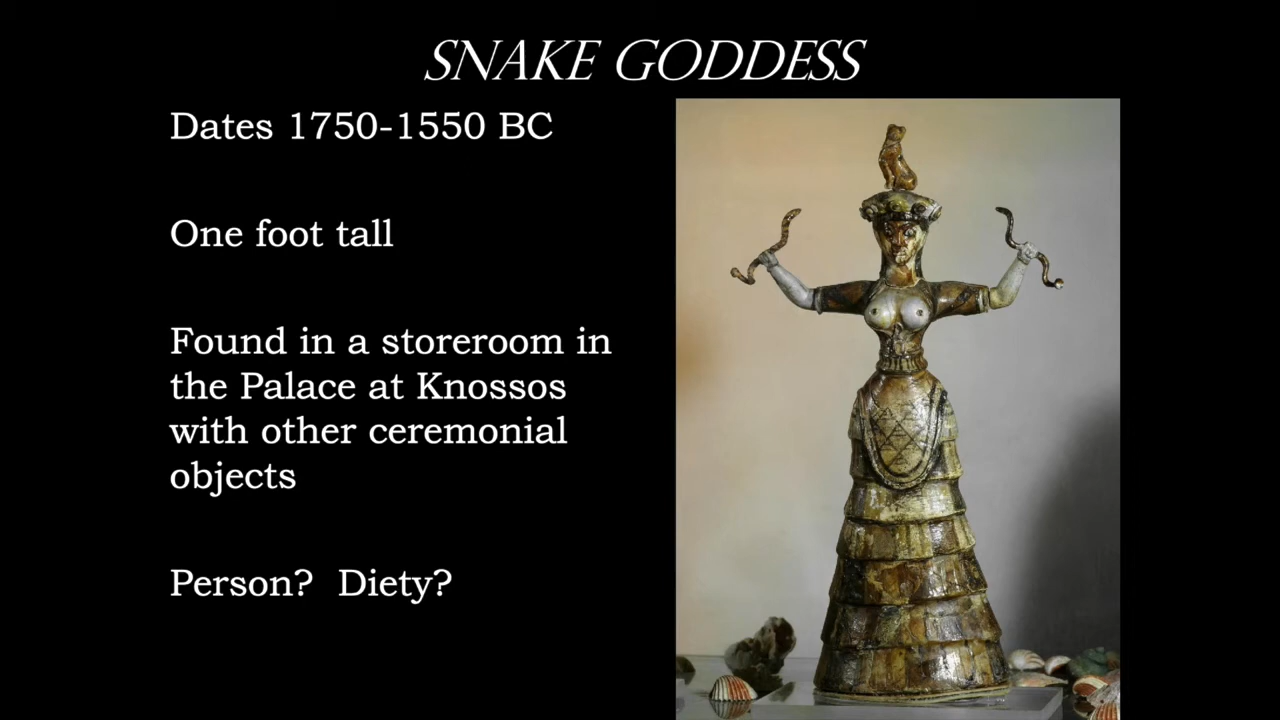 SNAKE GODDESS
Dates 1750-1550 BC
One foot tall
Found in a storeroom in
the Palace at Knossos
with other ceremonial
objects
Person?  Diety?